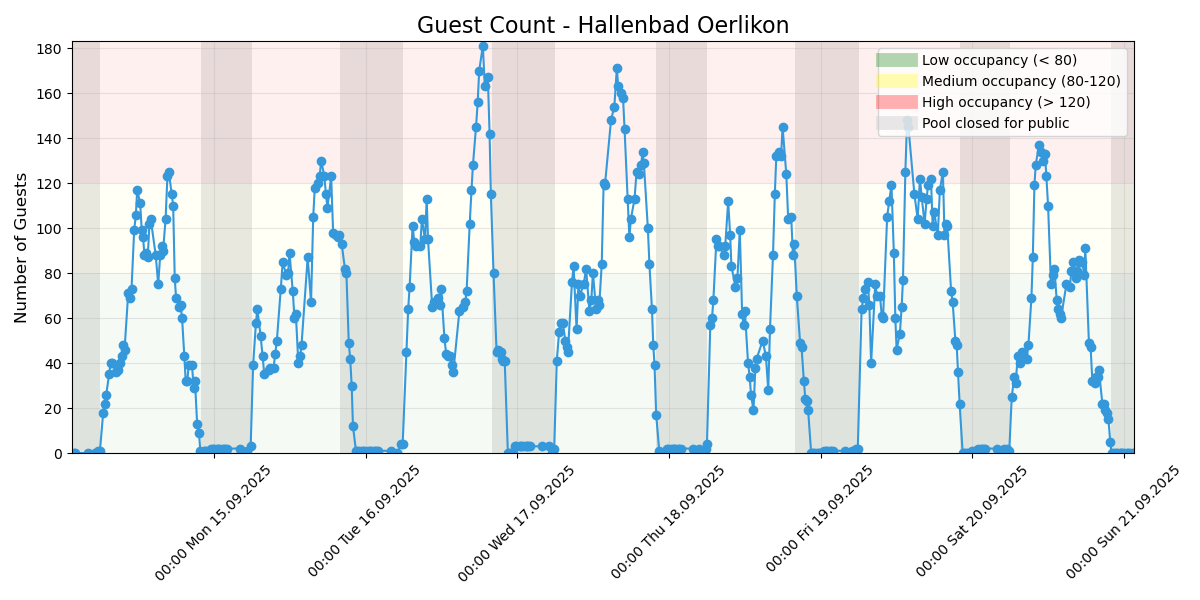 Guest Count - Hallenbad Oerlikon
Number of Guests
180
160
140
120
100
80
60
40
20
0
Low occupancy (< 80)
Medium occupancy (80-120)
High occupancy (> 120)
Pool closed for public
00:00 Mon 15.09.2025
00:00 Tue 16.09.2025
00:00 Wed 17.09.2025
00:00 Thu 18.09.2025
00:00 Fri 19.09.2025
00:00 Sat 20.09.2025
00:00 Sun 21.09.2025